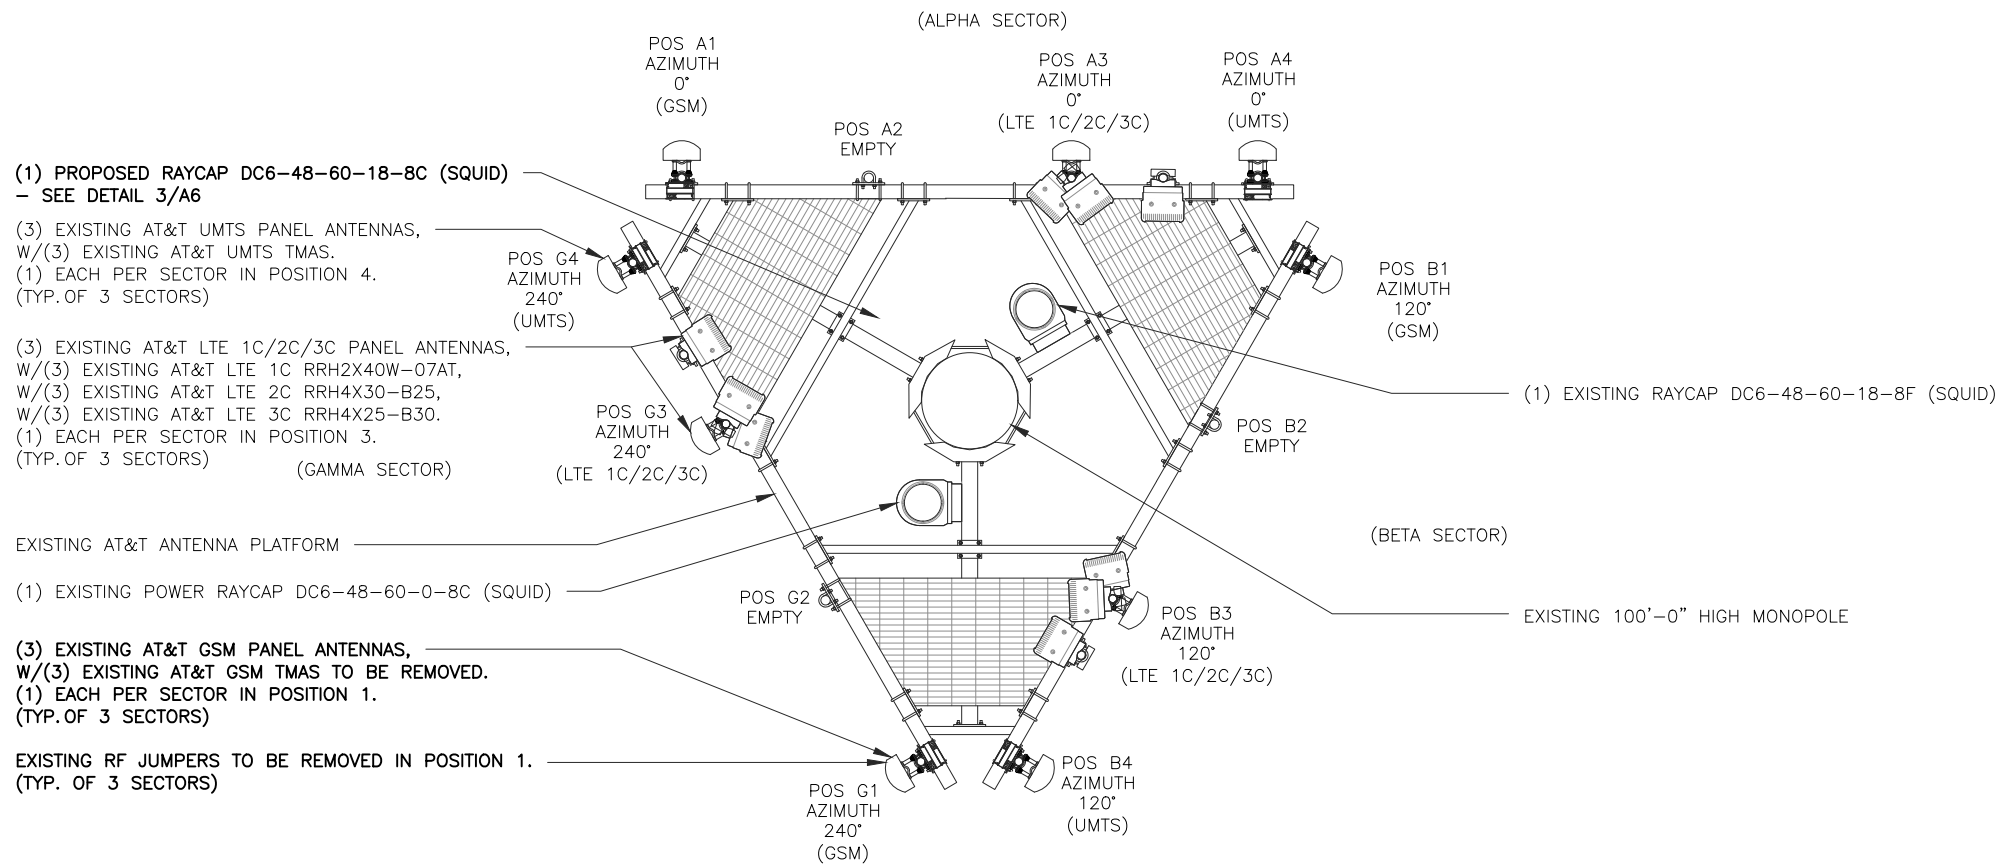 (ALPHA SECTOR)
POS A1
AZIMUTH
0°
(GSM)
POS A2
EMPTY
POS A3
AZIMUTH
0°
(LTE 1C/2C/3C)
POS A4
AZIMUTH
0°
(UMTS)
(1) PROPOSED RAYCAP DC6-48-60-18-8C (SQUID)
- SEE DETAIL 3/A6
(3) EXISTING AT&T UMTS PANEL ANTENNAS,
W/(3) EXISTING AT&T UMTS TMAS.
(1) EACH PER SECTOR IN POSITION 4.
(TYP.OF 3 SECTORS)
POS G4
AZIMUTH
240°
(UMTS)
(3) EXISTING AT&T LTE 1C/2C/3C PANEL ANTENNAS,
W/(3) EXISTING AT&T LTE 1C RRH2X40W-07AT,
W/(3) EXISTING AT&T LTE 2C RRH4X30-B25,
W/(3) EXISTING AT&T LTE 3C RRH4X25-B30.
(1) EACH PER SECTOR IN POSITION 3.
(TYP.OF 3 SECTORS)
(GAMMA SECTOR)
POS G3
AZIMUTH
240°
(LTE 1C/2C/3C)
POS B1
AZIMUTH
120°
(GSM)
(1) EXISTING RAYCAP DC6-48-60-18-8F (SQUID)
POS B2
EMPTY
(BETA SECTOR)
EXISTING AT&T ANTENNA PLATFORM
(1) EXISTING POWER RAYCAP DC6-48-60-0-8C (SQUID)
POS G2
EMPTY
POS B3
AZIMUTH
120°
(LTE 1C/2C/3C)
EXISTING 100'-0" HIGH MONOPOLE
(3) EXISTING AT&T GSM PANEL ANTENNAS,
W/(3) EXISTING AT&T GSM TMAS TO BE REMOVED.
(1) EACH PER SECTOR IN POSITION 1.
(TYP.OF 3 SECTORS)
EXISTING RF JUMPERS TO BE REMOVED IN POSITION 1.
(TYP. OF 3 SECTORS)
POS G1
AZIMUTH
240°
(GSM)
POS B4
AZIMUTH
120°
(UMTS)